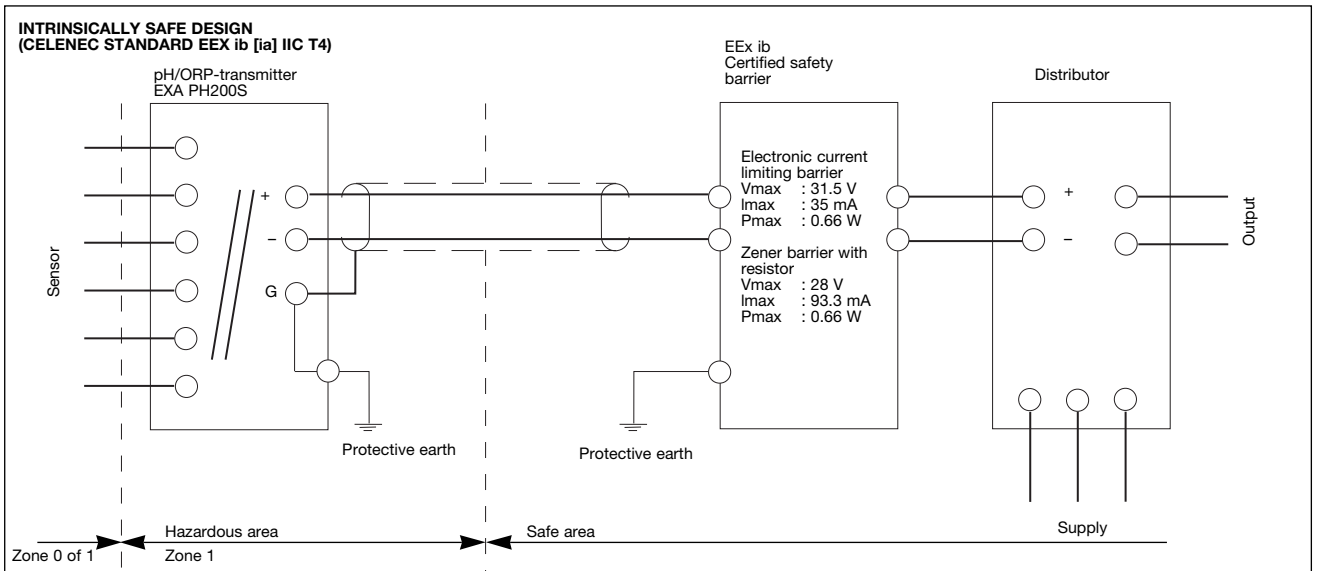 INTRINSICALLY SAFE DESIGN
(CELENEC STANDARD EEX ib [ia] IIC T4)
pH/ORP-transmitter
EXA PH200S
EEx ib
Certified safety
barrier
Distributor
Sensor
+
–
G
Electronic current
limiting barrier
Vmax : 31.5 V
Imax : 35 mA
Pmax : 0.66 W
Zener barrier with
resistor
Vmax : 28 V
Imax : 93.3 mA
Pmax : 0.66 W
+
–
Output
Protective earth
Protective earth
Supply
Hazardous area
Safe area
Zone 0 of 1
Zone 1